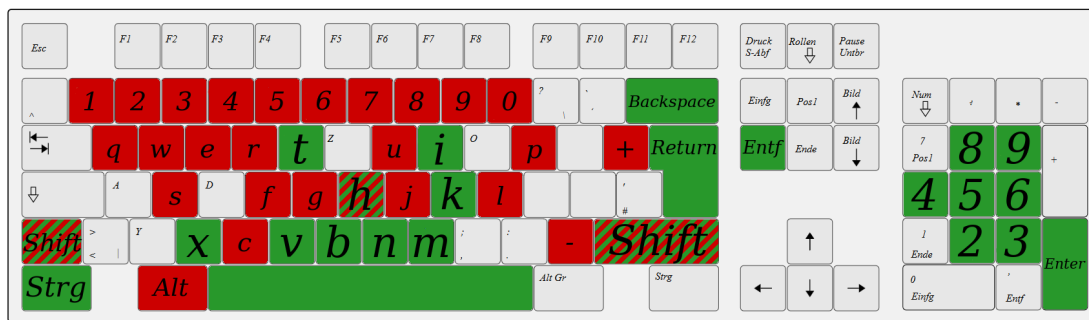 Esc F1 F2 F3 F4 F5 F6 F7 F8 F9 F10 F11 F12 Druck S-Abf Rollen Pause Untbr
^ 1 2 3 4 5 6 7 8 9 0 ? \ ` ´ Backspace Einfg Pos1 Bild Num ÷ * -
q w e r t Z u i O p + Return Entf Ende Bild 7 Pos1 8 9 +
A s D f g h j k l ' # 4 5 6
Shift > < | Y x c v b n m ; , : . - Shift 1 Ende 2 3 Enter
Strg Alt Alt Gr Strg 0 Einfg ' Entf